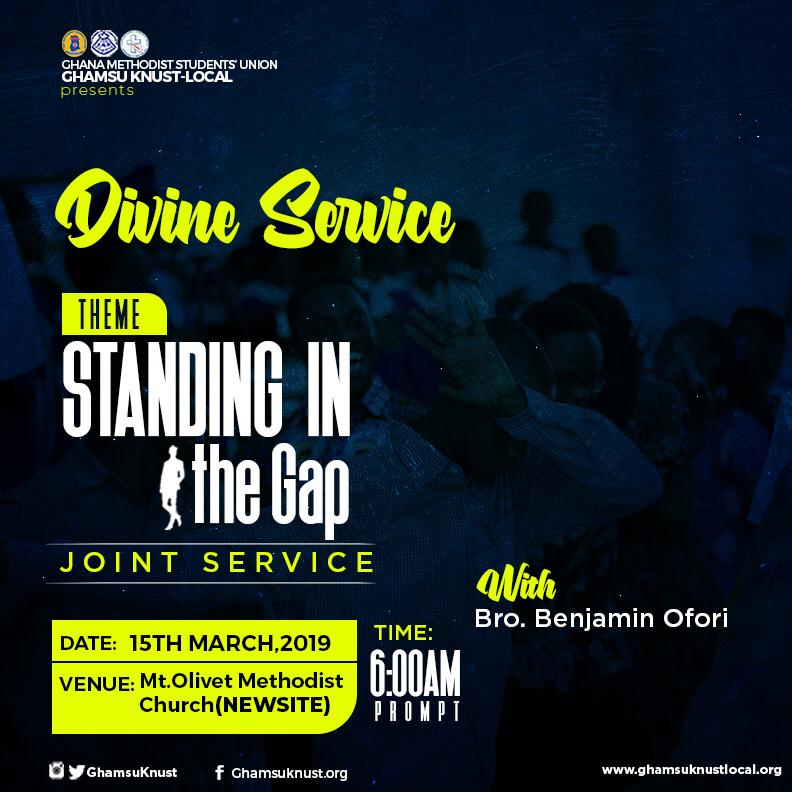 GHANA METHODIST STUDENTS' UNION
GHAMSU KNUST-LOCAL
presents
Divine Service
THEME
STANDING IN
the Gap
JOINT SERVICE
With
Bro. Benjamin Ofori
DATE: 15TH MARCH,2019
VENUE: Mt.Olivet Methodist
Church(NEWSITE)
TIME:
6:00AM
PROMPT
GhamsuKnust
Ghamsuknust.org
www.ghamsuknustlocal.org